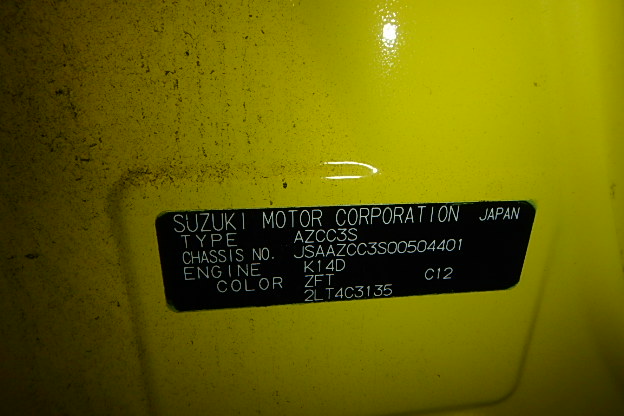 SUZUKI MOTOR CORPORATION JAPAN
TYPE AZCC3S
CHASSIS NO. JSAAZCC3S00504401
ENGINE K14D C12
COLOR ZFT
2LT4C3135